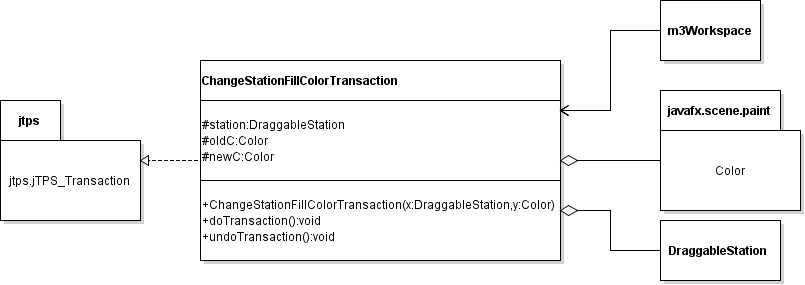 m3Workspace
ChangeStationFillColorTransaction
jtps
javafx.scene.paint
#station:DraggableStation
#oldC:Color
#newC:Color
jtps.jTPS_Transaction
Color
+ChangeStationFillColorTransaction(x:DraggableStation,y:Color)
+doTransaction():void
+undoTransaction():void
DraggableStation